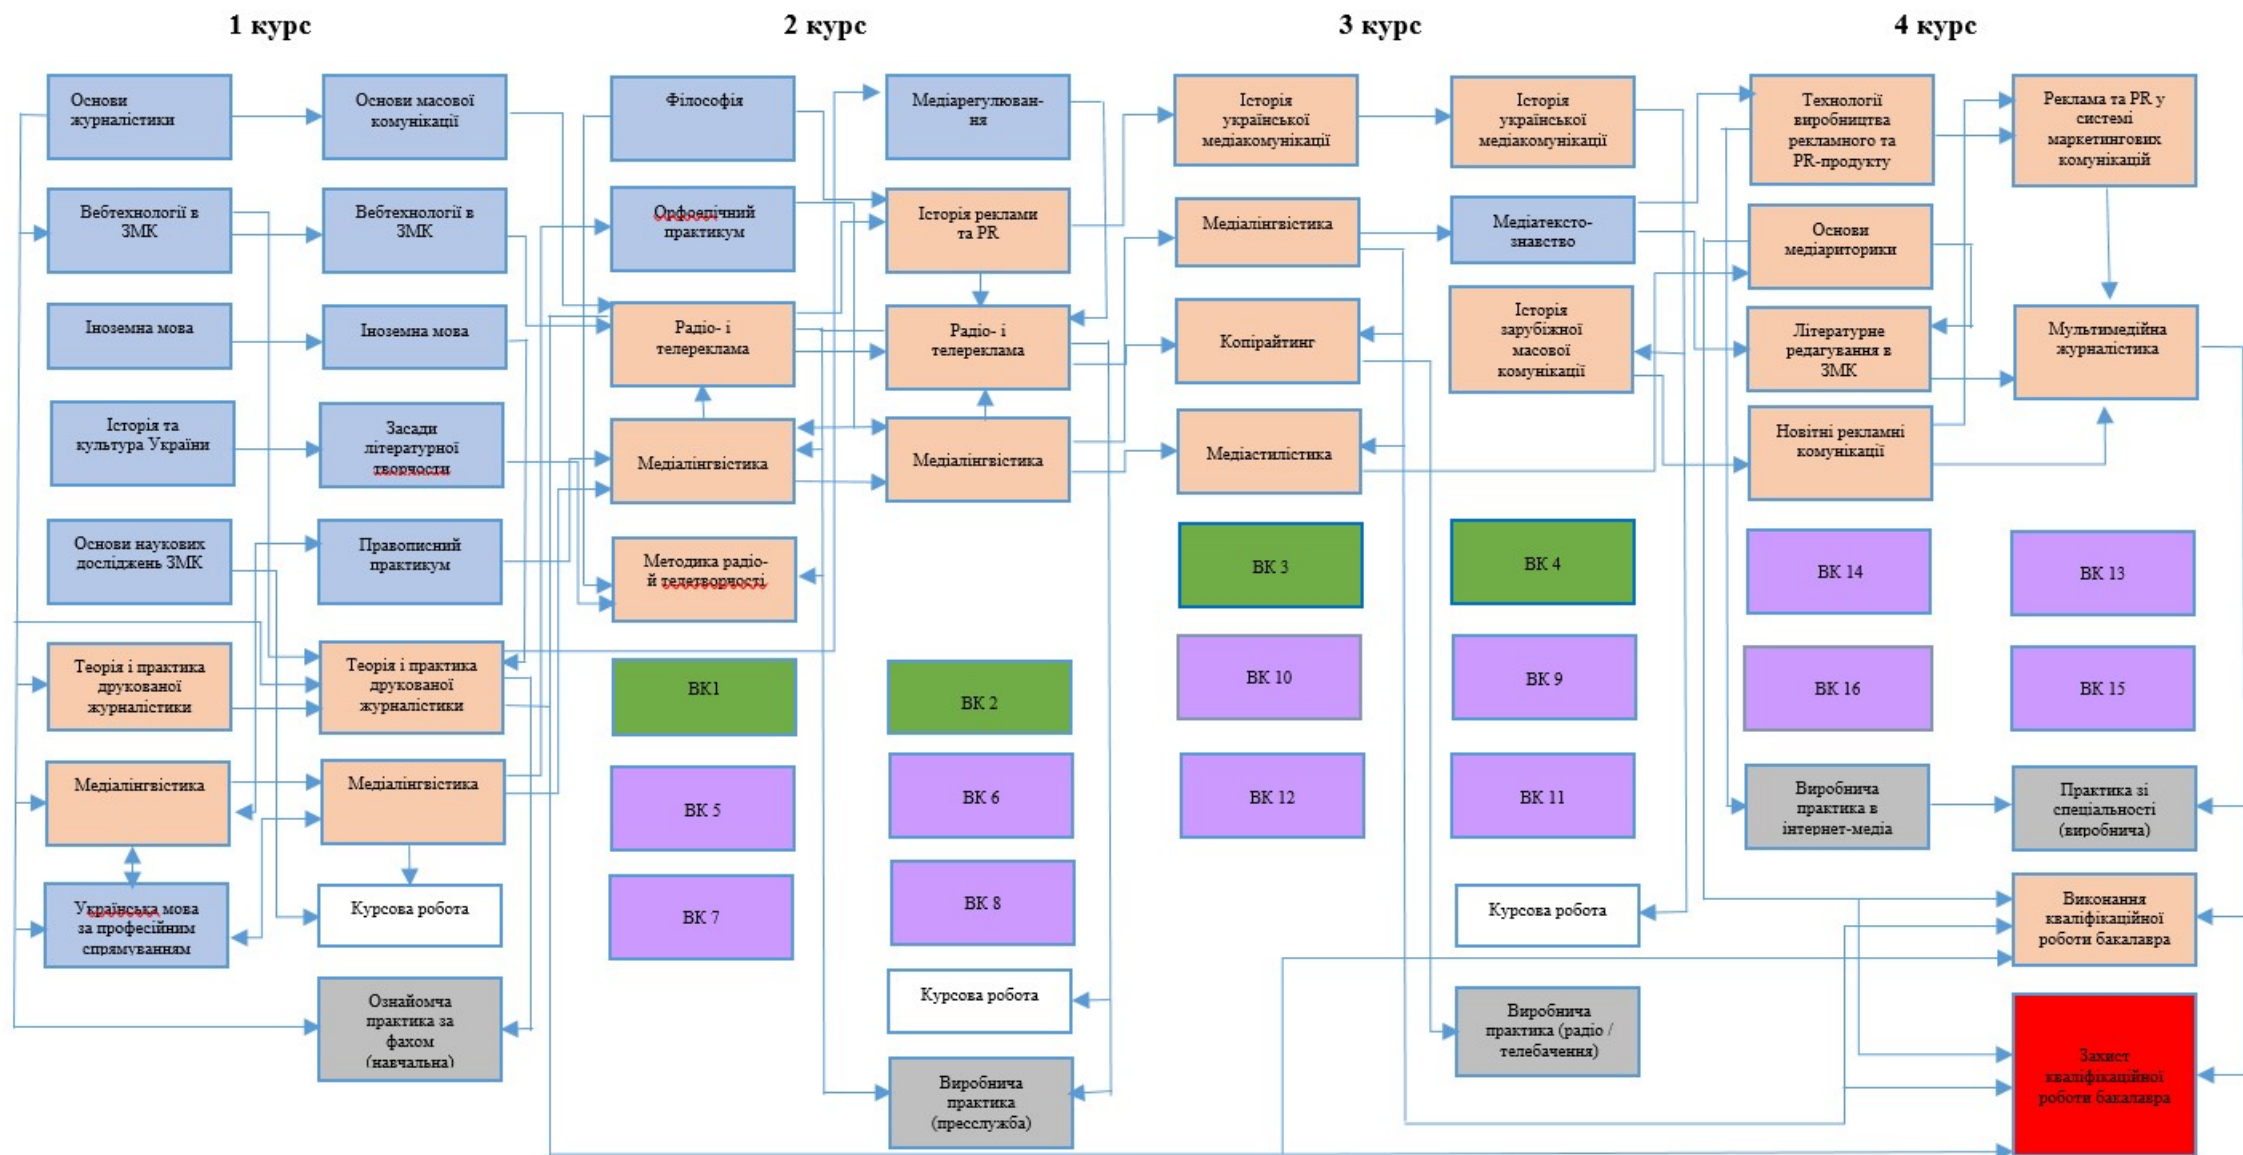 1 курс
2 курс
3 курс
4 курс
Основи
журналістики
Вебтехнології в
ЗМК
Іноземна мова
Історія та
культура України
Основи наукових
досліджень ЗМК
Теорія і практика
друкованої
журналістики
Медіалінгвістика
Українська мова
за професійним
спрямуванням
Основи масової
комунікації
Вебтехнології в
ЗМК
Іноземна мова
Засади
літературної
творчости
Правописний
практикум
Теорія і практика
друкованої
журналістики
Медіалінгвістика
Курсова робота
Ознайомча
практика за
фахом
(навчальна)
Філософія
Орфоепічний
практикум
Радіо- і
телереклама
Медіалінгвістика
Методика радіо-
й телетворчості
ВК1
ВК 5
ВК 7
Медіарегулюван-
ня
Історія реклами
та PR
Радіо- і
телереклама
Медіалінгвістика
ВК 2
ВК 6
ВК 8
Курсова робота
Виробнича
практика
(пресслужба)
Історія
української
медіакомунікації
Медіалінгвістика
Копірайтинг
Медіастилістика
ВК 3
ВК 10
ВК 12
Історія
української
медіакомунікації
Медіатексто-
знавство
Історія
зарубіжної
масової
комунікації
ВК 4
ВК 9
ВК 11
Курсова робота
Виробнича
практика (радіо /
телебачення)
Технології
виробництва
рекламного та
PR-продукту
Основи
медіариторики
Літературне
редагування в
ЗМК
Новітні рекламні
комунікації
ВК 14
ВК 16
Виробнича
практика в
інтернет-медіа
Реклама та PR у
системі
маркетингових
комунікацій
Мультимедійна
журналістика
ВК 13
ВК 15
Практика зі
спеціальності
(виробнича)
Виконання
кваліфікаційної
роботи бакалавра
Захист
кваліфікаційної
роботи бакалавра